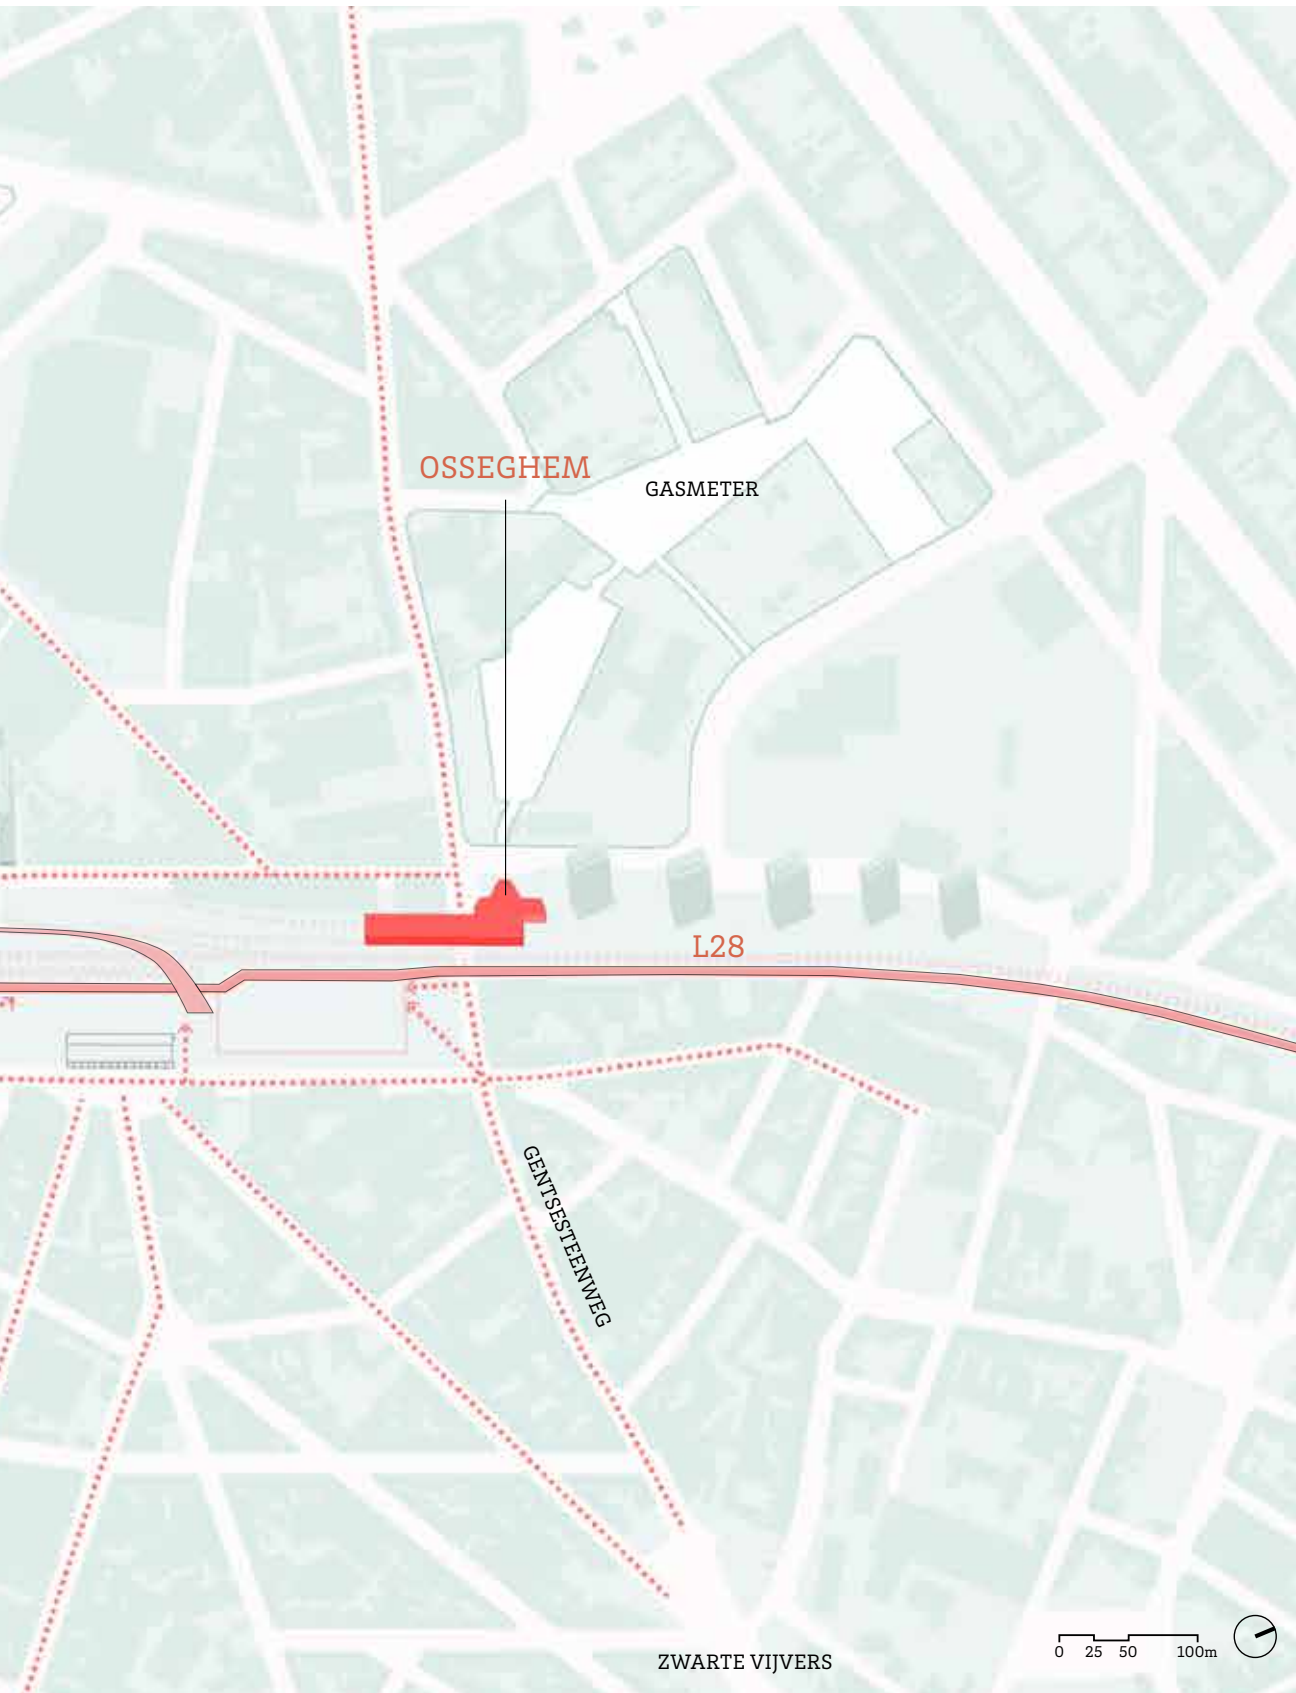 OSSEGHEM
GASMETER
L28
GENTSESTEENWEG
0 25 50 100m
ZWARTE VIJVERS